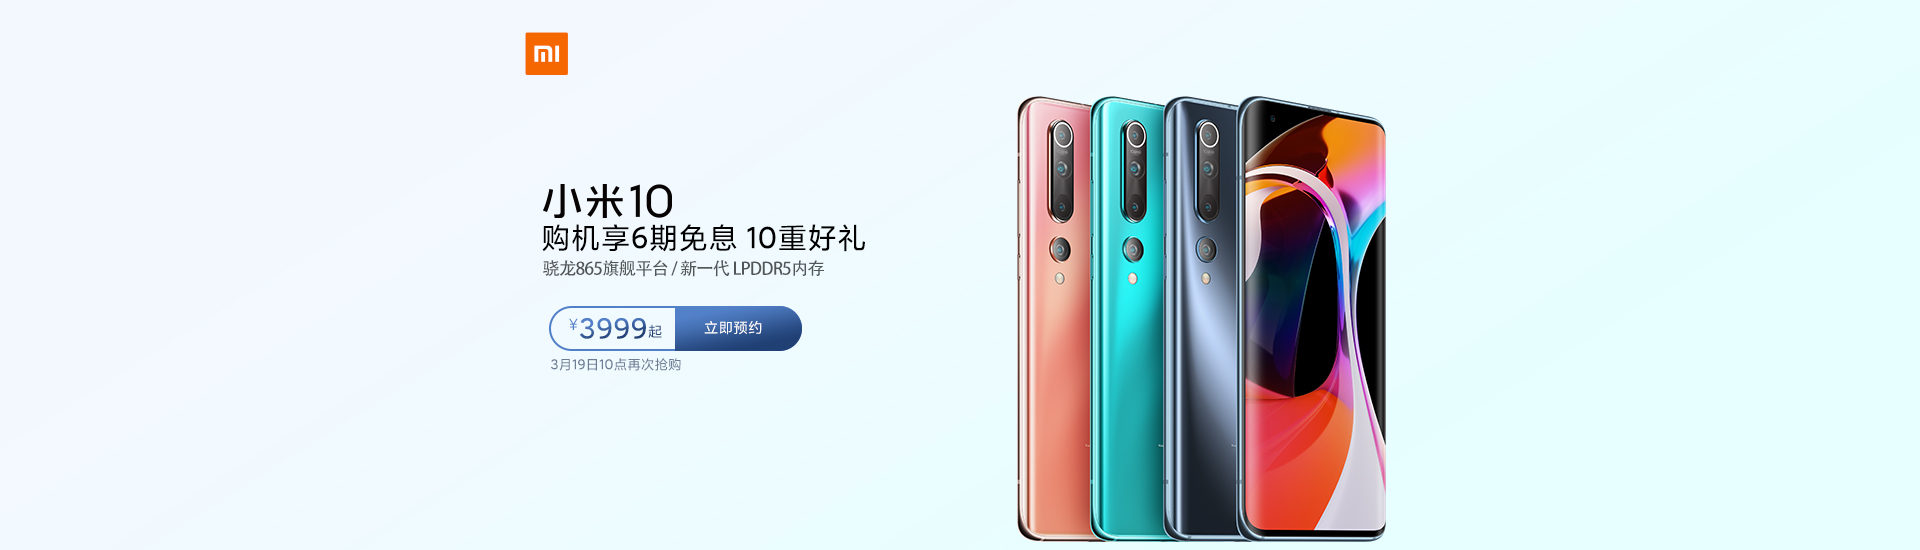 mi
小米10
购机享6期免息 10重好礼
骁龙865旗舰平台 / 新一代 LPDDR5内存
¥3999起 立即预约
3月19日10点再次抢购